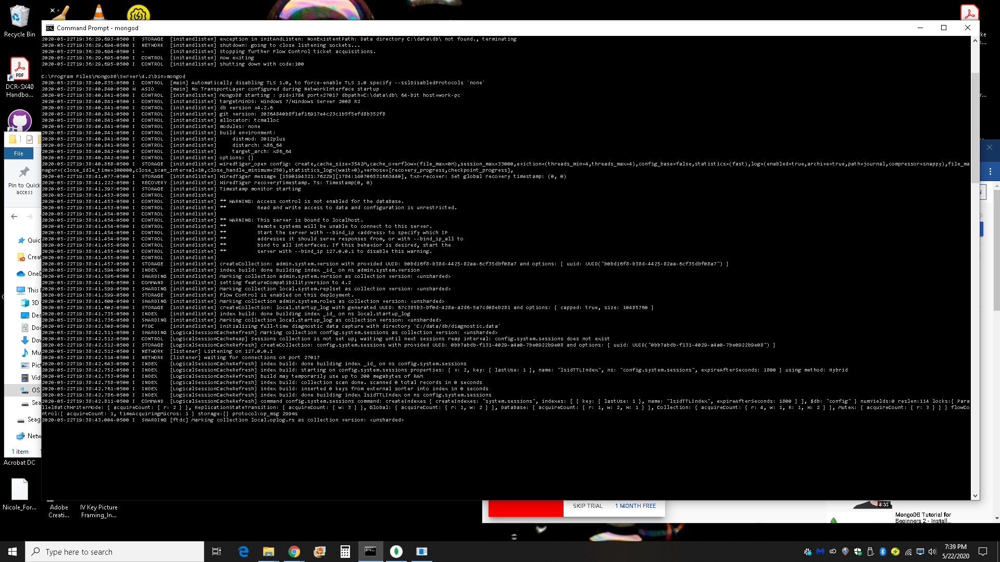 Recycle Bin
DCR-SX40
Handbo...
File
Pin to Quick
access
Quic
Creat
OneD
This
3D
Des
Doc
Dov
Mu
Pict
Vid
OS
Sea
Seag
Netw
1 item
Acrobat DC
Nicole_For...
Adobe
Creati...
IV Key Picture
Framing_In...
Command Prompt - mongod
2020-05-22T19:36:29.693-0500 I  STORAGE  [initandlisten] exception in initAndListen: NonExistentPath: Data directory C:\data\db\ not found., terminating
2020-05-22T19:36:29.694-0500 I  NETWORK  [initandlisten] shutdown: going to close listening sockets...
2020-05-22T19:36:29.694-0500 I  -        [initandlisten] Stopping further Flow Control ticket acquisitions.
2020-05-22T19:36:29.695-0500 I  CONTROL  [initandlisten] now exiting
2020-05-22T19:36:29.695-0500 I  CONTROL  [initandlisten] shutting down with code:100
C:\Program Files\MongoDB\Server\4.2\bin>mongod
2020-05-22T19:38:40.835-0500 I  CONTROL  [main] Automatically disabling TLS 1.0, to force-enable TLS 1.0 specify --sslDisabledProtocols 'none'
2020-05-22T19:38:40.840-0500 W  ASIO     [main] No TransportLayer configured during NetworkInterface startup
2020-05-22T19:38:40.841-0500 I  CONTROL  [initandlisten] MongoDB starting : pid=1784 port=27017 dbpath=C:\data\db\ 64-bit host=work-pc
2020-05-22T19:38:40.841-0500 I  CONTROL  [initandlisten] targetMinOS: Windows 7/Windows Server 2008 R2
2020-05-22T19:38:40.841-0500 I  CONTROL  [initandlisten] db version v4.2.6
2020-05-22T19:38:40.841-0500 I  CONTROL  [initandlisten] git version: 20364840b8f1af16917e4c23c1b5f5efd8b352f8
2020-05-22T19:38:40.841-0500 I  CONTROL  [initandlisten] allocator: tcmalloc
2020-05-22T19:38:40.841-0500 I  CONTROL  [initandlisten] modules: none
2020-05-22T19:38:40.841-0500 I  CONTROL  [initandlisten] build environment:
2020-05-22T19:38:40.841-0500 I  CONTROL  [initandlisten]     distmod: 2012plus
2020-05-22T19:38:40.841-0500 I  CONTROL  [initandlisten]     distarch: x86_64
2020-05-22T19:38:40.842-0500 I  CONTROL  [initandlisten]     target_arch: x86_64
2020-05-22T19:38:40.842-0500 I  CONTROL  [initandlisten] options: {}
2020-05-22T19:38:40.868-0500 I  STORAGE  [initandlisten] wiredtiger_open config: create,cache_size=3542M,cache_overflow=(file_max=0M),session_max=33000,eviction=(threads_min=4,threads_max=4),config_base=false,statistics=(fast),log=(enabled=true,archive=true,path=journal,compressor=snappy),file_ma
nager=(close_idle_time=100000,close_scan_interval=10,close_handle_minimum=250),statistics_log=(wait=0),verbose=[recovery_progress,checkpoint_progress],
2020-05-22T19:38:41.077-0500 I  STORAGE  [initandlisten] WiredTiger message [1590194321:76229][1784:140706531663440], txn-recover: Set global recovery timestamp: (0, 0)
2020-05-22T19:38:41.222-0500 I  RECOVERY [initandlisten] WiredTiger recoveryTimestamp. Ts: Timestamp(0, 0)
2020-05-22T19:38:41.397-0500 I  STORAGE  [initandlisten] Timestamp monitor starting
2020-05-22T19:38:41.453-0500 I  CONTROL  [initandlisten]
2020-05-22T19:38:41.453-0500 I  CONTROL  [initandlisten] ** WARNING: Access control is not enabled for the database.
2020-05-22T19:38:41.453-0500 I  CONTROL  [initandlisten] **          Read and write access to data and configuration is unrestricted.
2020-05-22T19:38:41.454-0500 I  CONTROL  [initandlisten]
2020-05-22T19:38:41.454-0500 I  CONTROL  [initandlisten] ** WARNING: This server is bound to localhost.
2020-05-22T19:38:41.454-0500 I  CONTROL  [initandlisten] **          Remote systems will be unable to connect to this server.
2020-05-22T19:38:41.454-0500 I  CONTROL  [initandlisten] **          Start the server with --bind_ip <address> to specify which IP
2020-05-22T19:38:41.454-0500 I  CONTROL  [initandlisten] **          addresses it should serve responses from, or with --bind_ip_all to
2020-05-22T19:38:41.455-0500 I  CONTROL  [initandlisten] **          bind to all interfaces. If this behavior is desired, start the
2020-05-22T19:38:41.455-0500 I  CONTROL  [initandlisten] **          server with --bind_ip 127.0.0.1 to disable this warning.
2020-05-22T19:38:41.455-0500 I  CONTROL  [initandlisten]
2020-05-22T19:38:41.457-0500 I  STORAGE  [initandlisten] createCollection: admin.system.version with provided UUID: b0bd16f8-b38d-4425-82aa-6cf35dbf08a7 and options: { uuid: UUID("b0bd16f8-b38d-4425-82aa-6cf35dbf08a7") }
2020-05-22T19:38:41.594-0500 I  INDEX    [initandlisten] index build: done building index _id_ on ns admin.system.version
2020-05-22T19:38:41.596-0500 I  SHARDING [initandlisten] Marking collection admin.system.version as collection version: <unsharded>
2020-05-22T19:38:41.596-0500 I  COMMAND  [initandlisten] setting featureCompatibilityVersion to 4.2
2020-05-22T19:38:41.599-0500 I  SHARDING [initandlisten] Marking collection local.system.replset as collection version: <unsharded>
2020-05-22T19:38:41.599-0500 I  STORAGE  [initandlisten] Flow Control is enabled on this deployment.
2020-05-22T19:38:41.600-0500 I  SHARDING [initandlisten] Marking collection admin.system.roles as collection version: <unsharded>
2020-05-22T19:38:41.602-0500 I  STORAGE  [initandlisten] createCollection: local.startup_log with generated UUID: 67c385b3-bf0d-428a-a2d6-5a7cd08eb281 and options: { capped: true, size: 10485760 }
2020-05-22T19:38:41.735-0500 I  INDEX    [initandlisten] index build: done building index _id_ on ns local.startup_log
2020-05-22T19:38:41.736-0500 I  SHARDING [initandlisten] Marking collection local.startup_log as collection version: <unsharded>
2020-05-22T19:38:42.508-0500 I  FTDC     [initandlisten] Initializing full-time diagnostic data capture with directory 'C:/data/db/diagnostic.data'
2020-05-22T19:38:42.511-0500 I  SHARDING [LogicalSessionCacheRefresh] Marking collection config.system.sessions as collection version: <unsharded>
2020-05-22T19:38:42.512-0500 I  CONTROL  [LogicalSessionCacheReap] Sessions collection is not set up; waiting until next sessions reap interval: config.system.sessions does not exist
2020-05-22T19:38:42.512-0500 I  STORAGE  [LogicalSessionCacheRefresh] createCollection: config.system.sessions with provided UUID: 0bb7abdb-f131-4029-a4a0-7be0922b9e08 and options: { uuid: UUID("0bb7abdb-f131-4029-a4a0-7be0922b9e08") }
2020-05-22T19:38:42.512-0500 I  NETWORK  [listener] Listening on 127.0.0.1
2020-05-22T19:38:42.514-0500 I  NETWORK  [listener] waiting for connections on port 27017
2020-05-22T19:38:42.643-0500 I  INDEX    [LogicalSessionCacheRefresh] index build: done building index _id_ on ns config.system.sessions
2020-05-22T19:38:42.752-0500 I  INDEX    [LogicalSessionCacheRefresh] index build: starting on config.system.sessions properties: { v: 2, key: { lastUse: 1 }, name: "lsidTTLIndex", ns: "config.system.sessions", expireAfterSeconds: 1800 } using method: Hybrid
2020-05-22T19:38:42.753-0500 I  INDEX    [LogicalSessionCacheRefresh] build may temporarily use up to 200 megabytes of RAM
2020-05-22T19:38:42.758-0500 I  INDEX    [LogicalSessionCacheRefresh] index build: collection scan done. scanned 0 total records in 0 seconds
2020-05-22T19:38:42.761-0500 I  INDEX    [LogicalSessionCacheRefresh] index build: inserted 0 keys from external sorter into index in 0 seconds
2020-05-22T19:38:42.786-0500 I  INDEX    [LogicalSessionCacheRefresh] index build: done building index lsidTTLIndex on ns config.system.sessions
2020-05-22T19:38:42.811-0500 I  COMMAND  [LogicalSessionCacheRefresh] command config.system.sessions command: createIndexes { createIndexes: "system.sessions", indexes: [ { key: { lastUse: 1 }, name: "lsidTTLIndex", expireAfterSeconds: 1800 } ], $db: "config" } numYields:0 reslen:114 locks:{ Para
llelBatchWriterMode: { acquireCount: { r: 2 } }, ReplicationStateTransition: { acquireCount: { w: 3 } }, Global: { acquireCount: { r: 1, w: 2 } }, Database: { acquireCount: { r: 1, w: 2, W: 1 } }, Collection: { acquireCount: { r: 4, w: 1, R: 1, W: 2 } }, Mutex: { acquireCount: { r: 3 } } } flowCo
ntrol:{ acquireCount: 1, timeAcquiringMicros: 1 } storage:{} protocol:op_msg 299ms
2020-05-22T19:38:43.004-0500 I  SHARDING [ftdc] Marking collection local.oplog.rs as collection version: <unsharded>
SKIP TRIAL
1 MONTH FREE
8:53
MongoDB Tutorial for
Beginners 2 - Install...
Type here to search
7:39 PM
5/22/2020